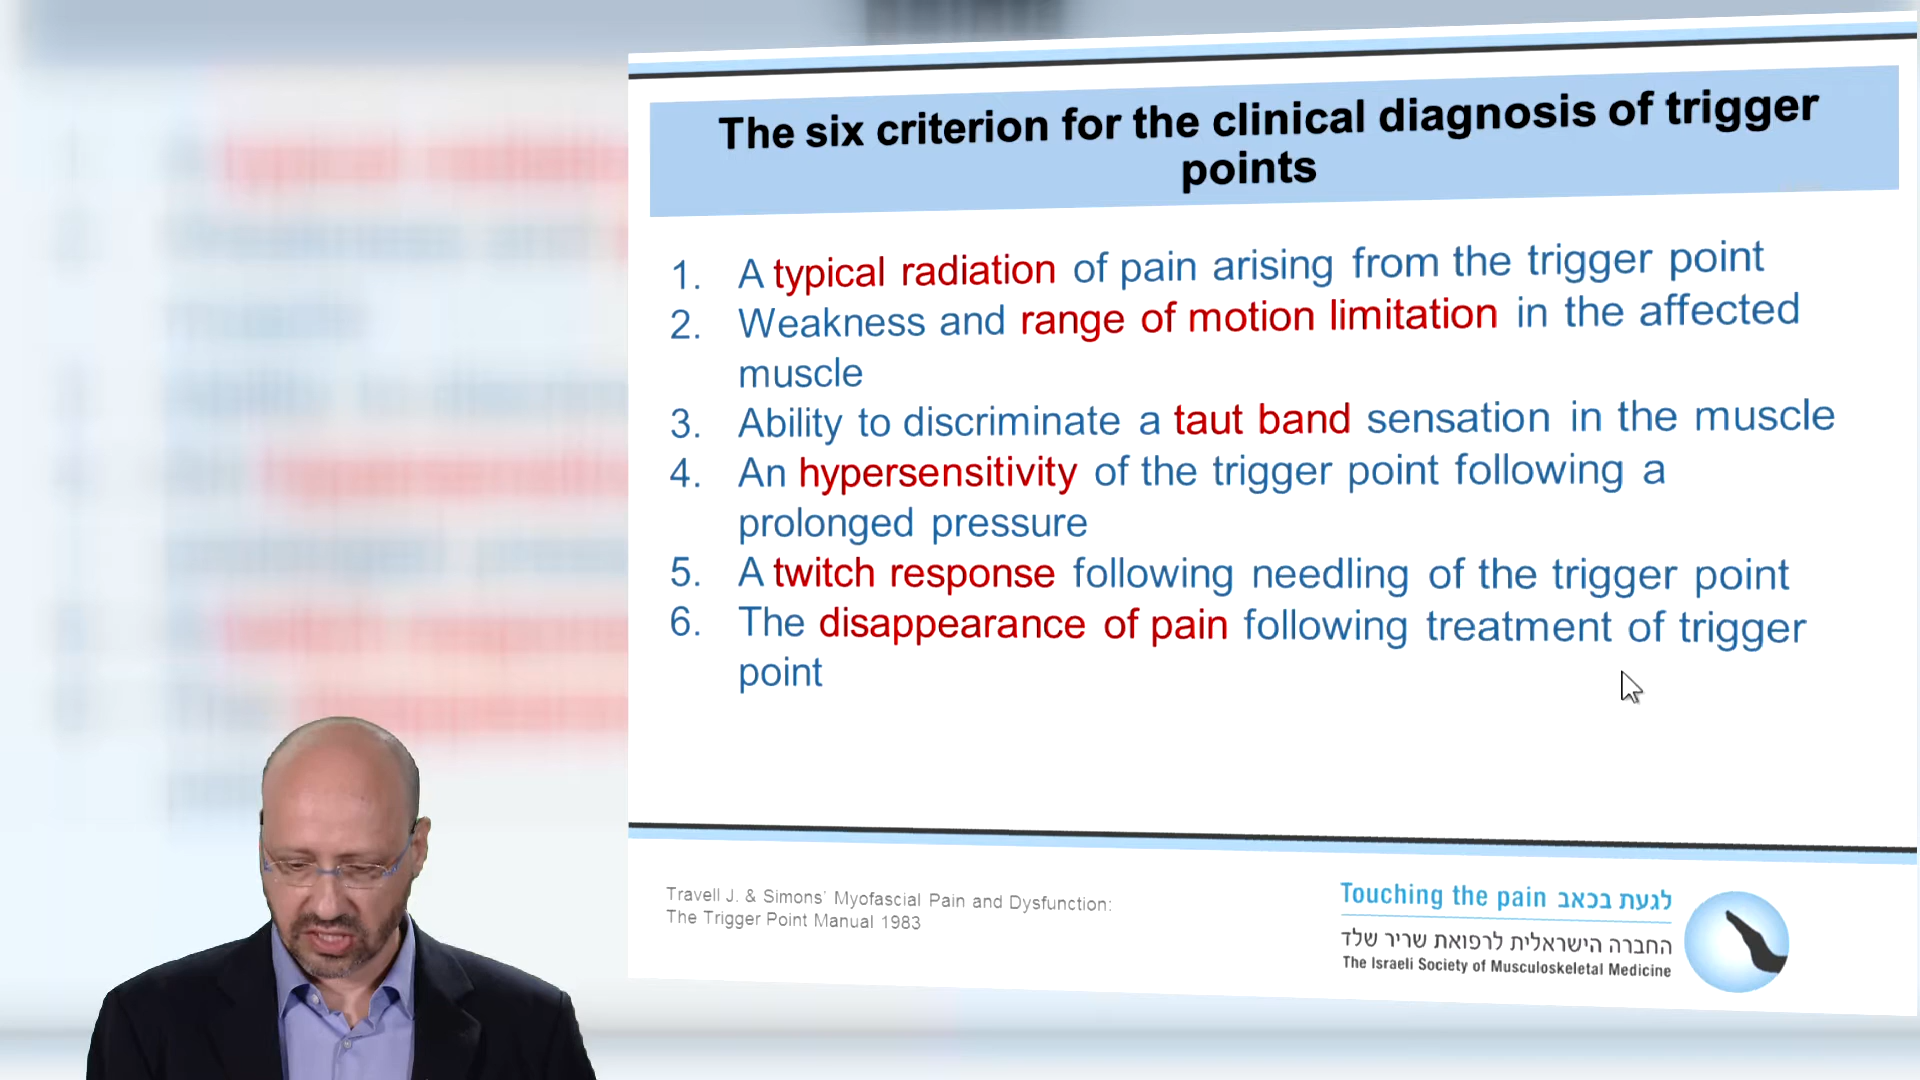 The six criterion for the clinical diagnosis of trigger
points
1. A typical radiation of pain arising from the trigger point
2. Weakness and range of motion limitation in the affected
muscle
3. Ability to discriminate a taut band sensation in the muscle
4. An hypersensitivity of the trigger point following a
prolonged pressure
5. A twitch response following needling of the trigger point
6. The disappearance of pain following treatment of trigger
point
Travell J. & Simons' Myofascial Pain and Dysfunction:
The Trigger Point Manual 1983
Touching the pain לגעת בכאב
החברה הישראלית לרפואת שריר שלד
The Israeli Society of Musculoskeletal Medicine